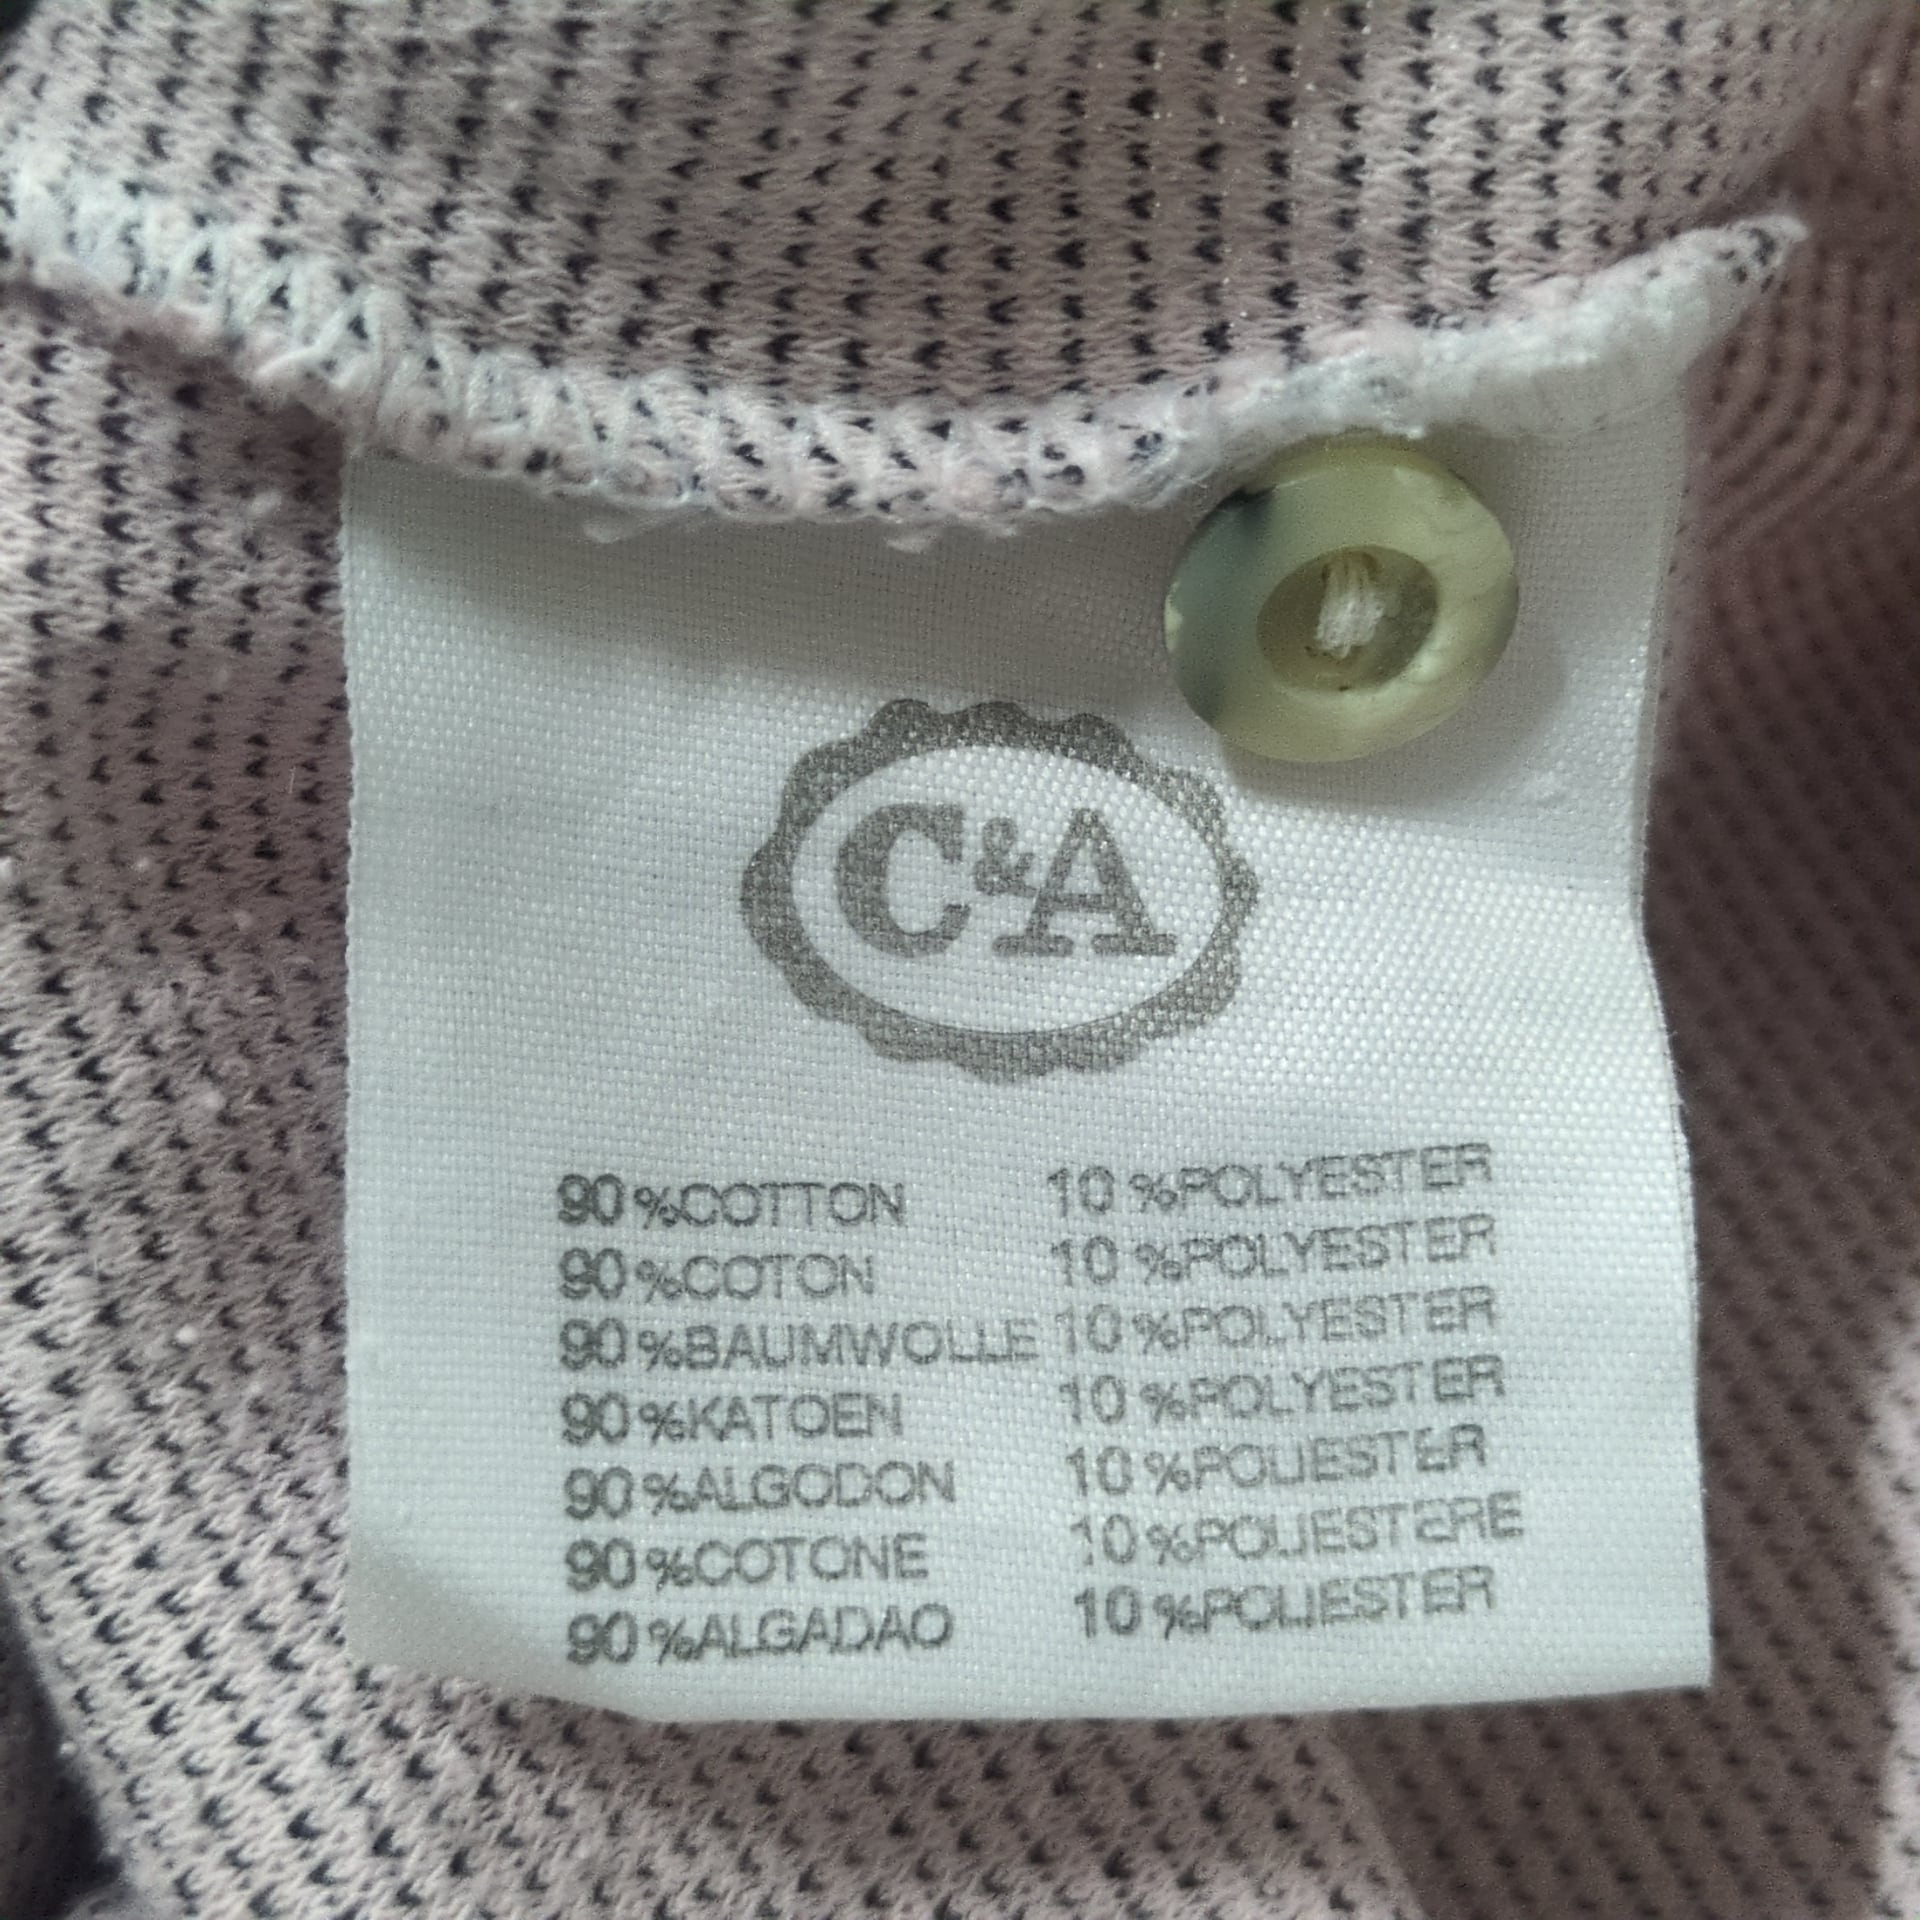 C&A
90 %COTTON 10 %POLYESTER
90 %COTON 10 %POLYESTER
90 %BAUMWOLLE 10 %POLYESTER
90 %KATOEN 10 %POLYESTER
90 %ALGODON 10 %POLIESTER
90 %COTONE 10 %POLIESTERE
90 %ALGADAO 10 %POLIESTER